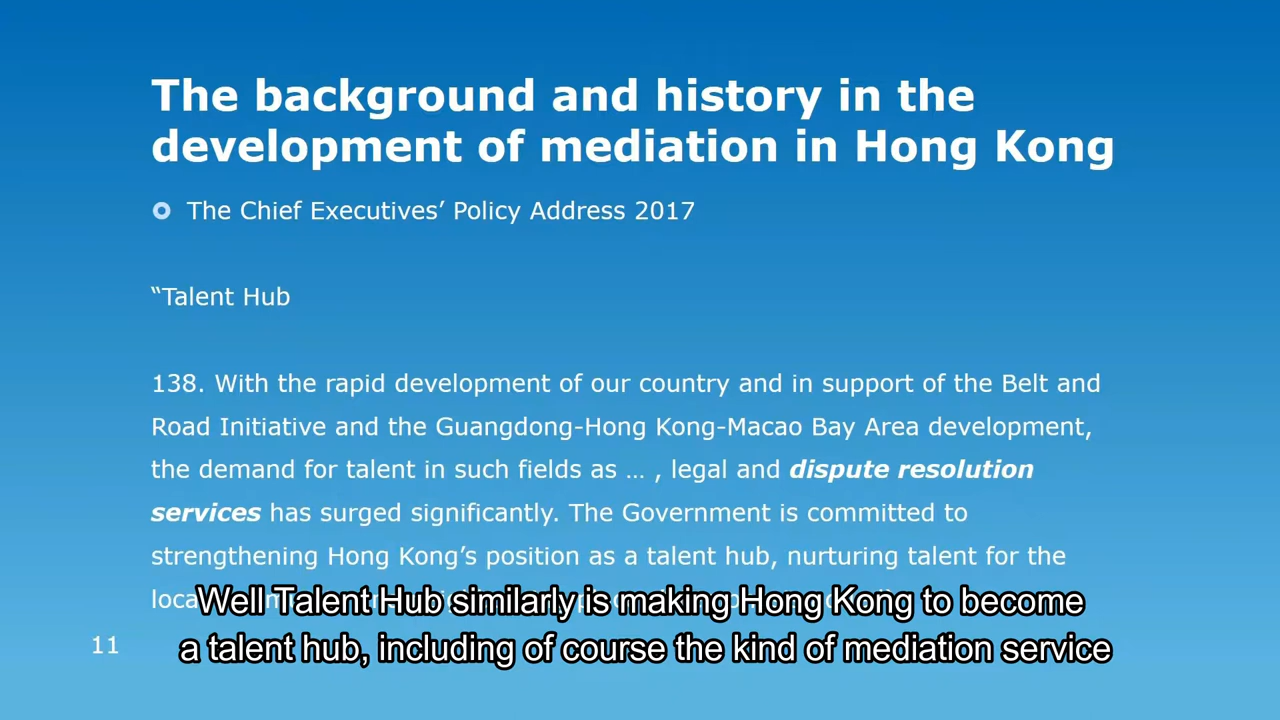 The background and history in the
development of mediation in Hong Kong
The Chief Executives’ Policy Address 2017
“Talent Hub
138. With the rapid development of our country and in support of the Belt and
Road Initiative and the Guangdong-Hong Kong-Macao Bay Area development,
the demand for talent in such fields as … , legal and dispute resolution
services has surged significantly. The Government is committed to
strengthening Hong Kong’s position as a talent hub, nurturing talent for the
Well Talent Hub similarly is making Hong Kong to become
a talent hub, including of course the kind of mediation service
11